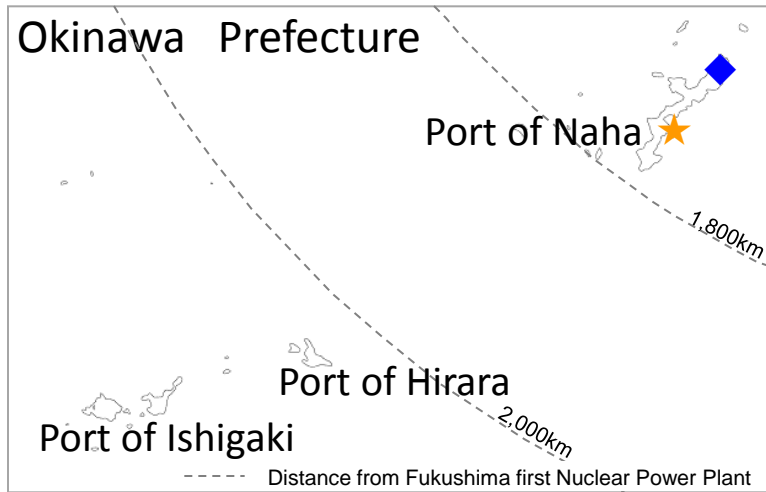 Okinawa Prefecture
Port of Naha
1,800km
Port of Hirara
2,000km
Port of Ishigaki
Distance from Fukushima first Nuclear Power Plant